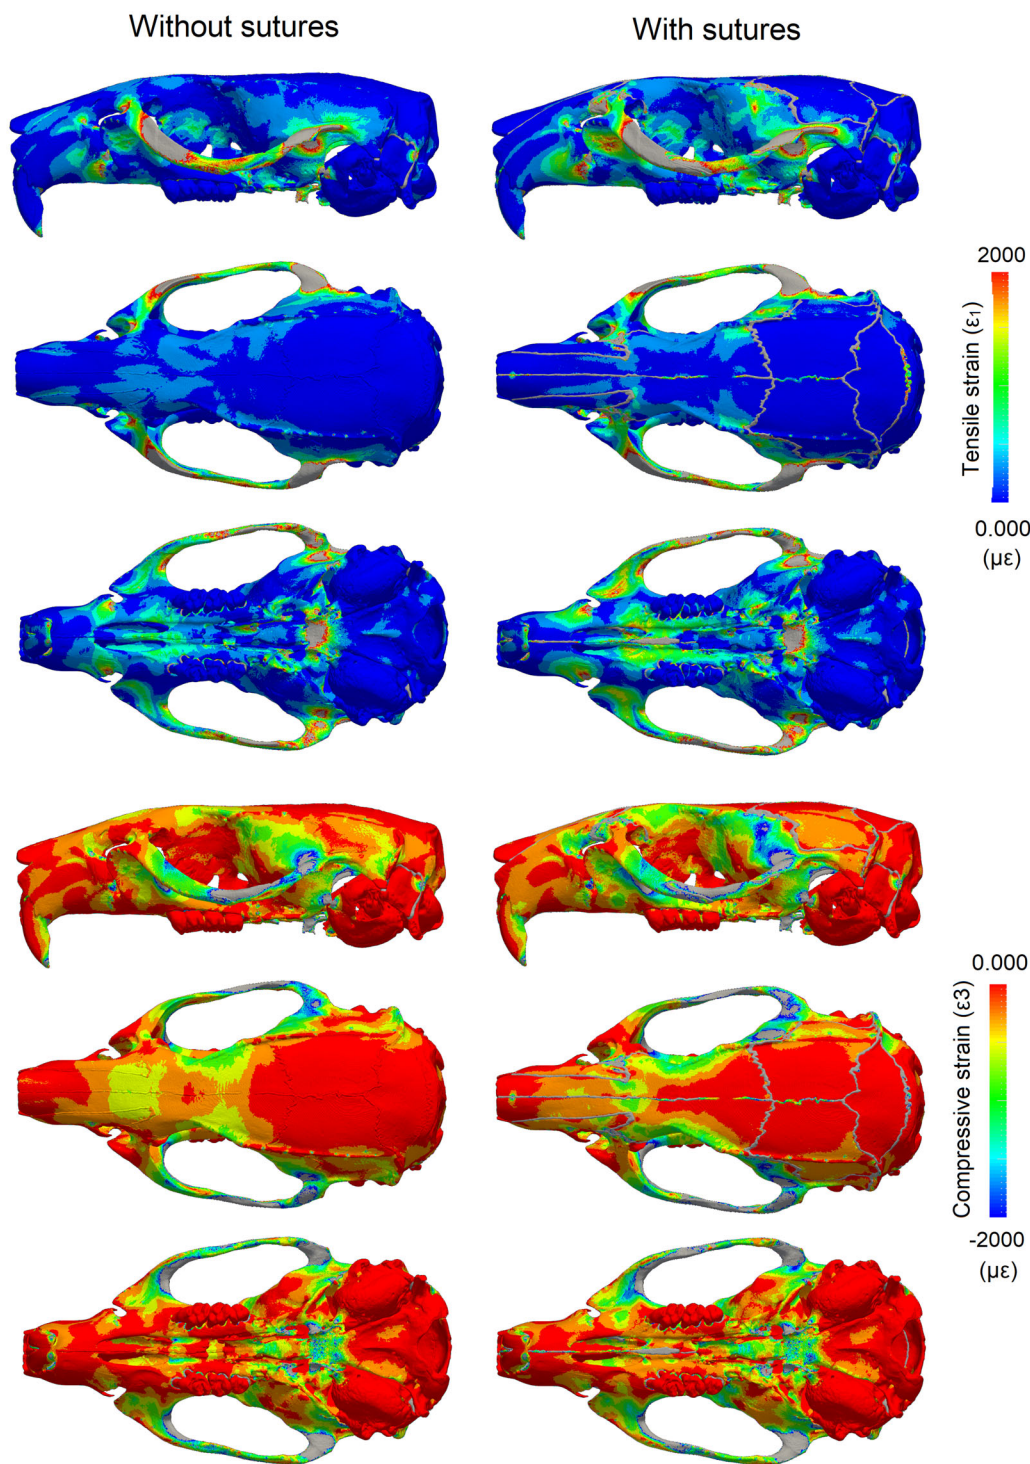 Without sutures
With sutures
2000
Tensile strain (ε1)
0.000
(με)
0.000
Compressive strain (ε3)
-2000
(με)